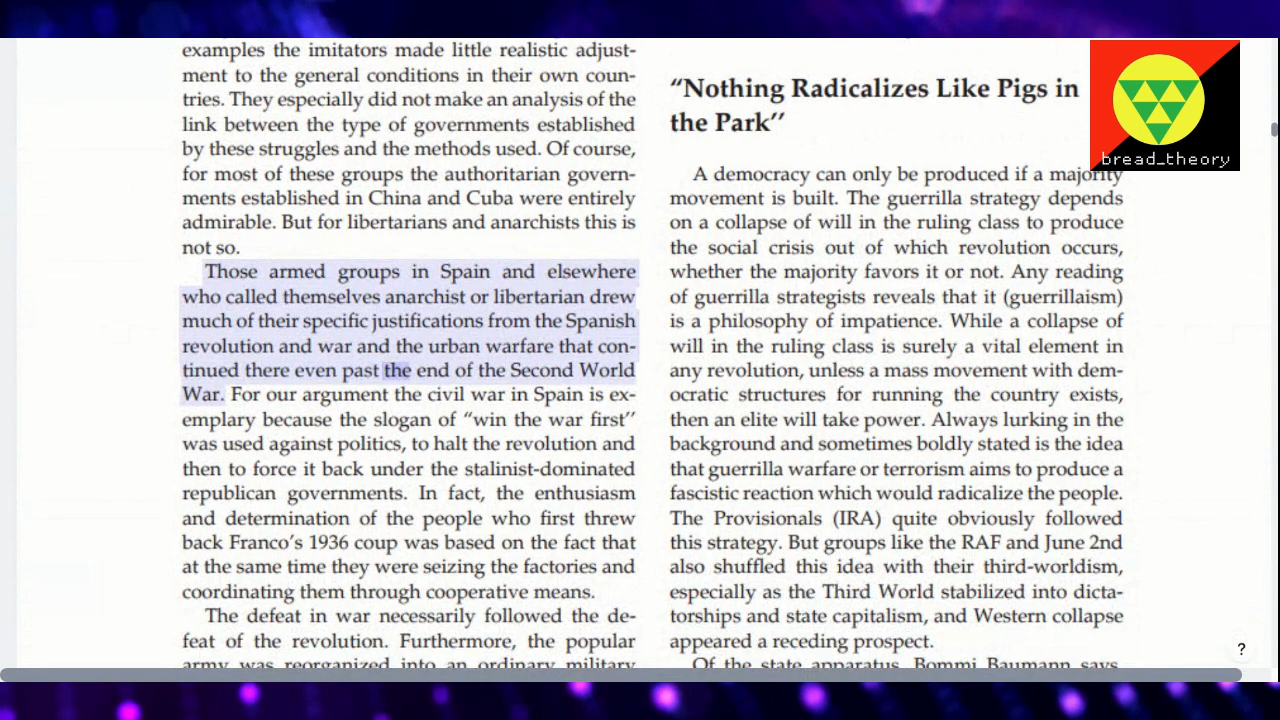 examples the imitators made little realistic adjust-
ment to the general conditions in their own coun-
tries. They especially did not make an analysis of the
link between the type of governments established
by these struggles and the methods used. Of course,
for most of these groups the authoritarian govern-
ments established in China and Cuba were entirely
admirable. But for libertarians and anarchists this is
not so.
Those armed groups in Spain and elsewhere
who called themselves anarchist or libertarian drew
much of their specific justifications from the Spanish
revolution and war and the urban warfare that con-
tinued there even past the end of the Second World
War. For our argument the civil war in Spain is ex-
emplary because the slogan of “win the war first’’
was used against politics, to halt the revolution and
then to force it back under the stalinist-dominated
republican governments. In fact, the enthusiasm
and determination of the people who first threw
back Franco’s 1936 coup was based on the fact that
at the same time they were seizing the factories and
coordinating them through cooperative means.
The defeat in war necessarily followed the de-
feat of the revolution. Furthermore, the popular
army was reorganized into an ordinary military
“Nothing Radicalizes Like Pigs in
the Park’’
A democracy can only be produced if a majority
movement is built. The guerrilla strategy depends
on a collapse of will in the ruling class to produce
the social crisis out of which revolution occurs,
whether the majority favors it or not. Any reading
of guerrilla strategists reveals that it (guerrillaism)
is a philosophy of impatience. While a collapse of
will in the ruling class is surely a vital element in
any revolution, unless a mass movement with dem-
ocratic structures for running the country exists,
then an elite will take power. Always lurking in the
background and sometimes boldly stated is the idea
that guerrilla warfare or terrorism aims to produce a
fascistic reaction which would radicalize the people.
The Provisionals (IRA) quite obviously followed
this strategy. But groups like the RAF and June 2nd
also shuffled this idea with their third-worldism,
especially as the Third World stabilized into dicta-
torships and state capitalism, and Western collapse
appeared a receding prospect.
Of the state apparatus, Bommi Baumann says,
bread_theory
?